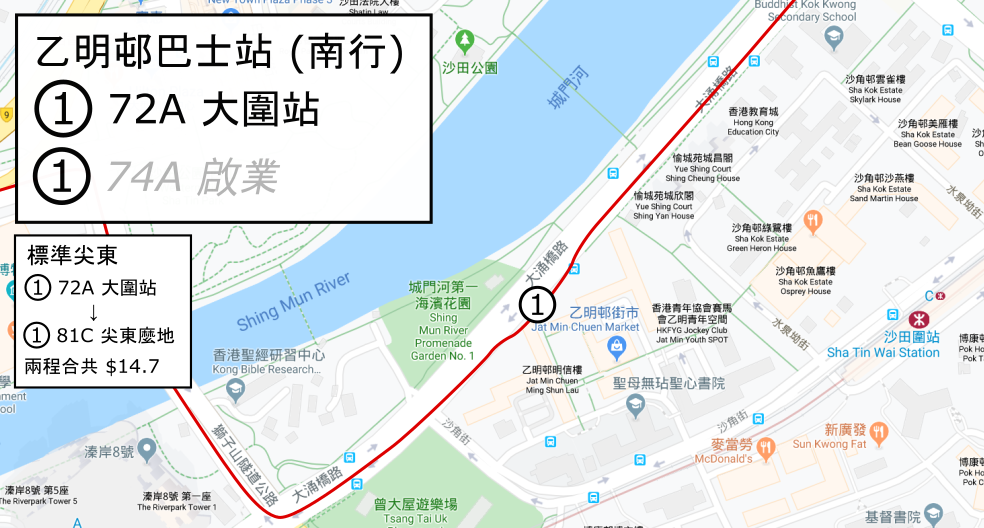 New Town Plaza Phase 3
沙田法院大樓
Shatin Law
乙明邨巴士站 (南行)
① 72A 大圍站
① 74A 啟業
標準尖東
① 72A 大圍站
↓
① 81C 尖東麼地
兩程合共 $14.7
9
沙田公園
城門河
Shing Mun River
Buddhist Kok Kwong
Secondary School
大涌橋路
香港教育城
Hong Kong
Education City
沙角邨雲雀樓
Sha Kok Estate
Skylark House
沙角邨美雁樓
Sha Kok Estate
Bean Goose House
愉城苑城昌閣
Yue Shing Court
Shing Cheung House
沙角邨沙燕樓
Sha Kok Estate
Sand Martin House
愉城苑城欣閣
Yue Shing Court
Shing Yan House
水泉坳街
沙角邨綠鷺樓
Sha Kok Estate
Green Heron House
沙角邨魚鷹樓
Sha Kok Estate
Osprey House
大涌橋路
城門河第一
海濱花園
Shing
Mun River
Promenade
Garden No. 1
①
乙明邨街市
Jat Min Chuen Market
香港青年協會賽馬
會乙明青年空間
HKFYG Jockey Club
Jat Min Youth SPOT
水泉坳街
C
沙田圍站
Sha Tin Wai Station
博康
Pok H
香港聖經研習中心
Kong Bible Research...
乙明邨明信樓
Jat Min Chuen
Ming Shun Lau
聖母無玷聖心書院
沙角街
沙角街
麥當勞
McDonald's
新廣發
Sun Kwong Fat
溱岸8號
獅子山隧道公路
大涌橋路
溱岸8號 第5座
The Riverpark Tower 5
溱岸8號 第一座
The Riverpark Tower 1
A
曾大屋遊樂場
Tsang Tai Uk
基督書院
博康
Pok H